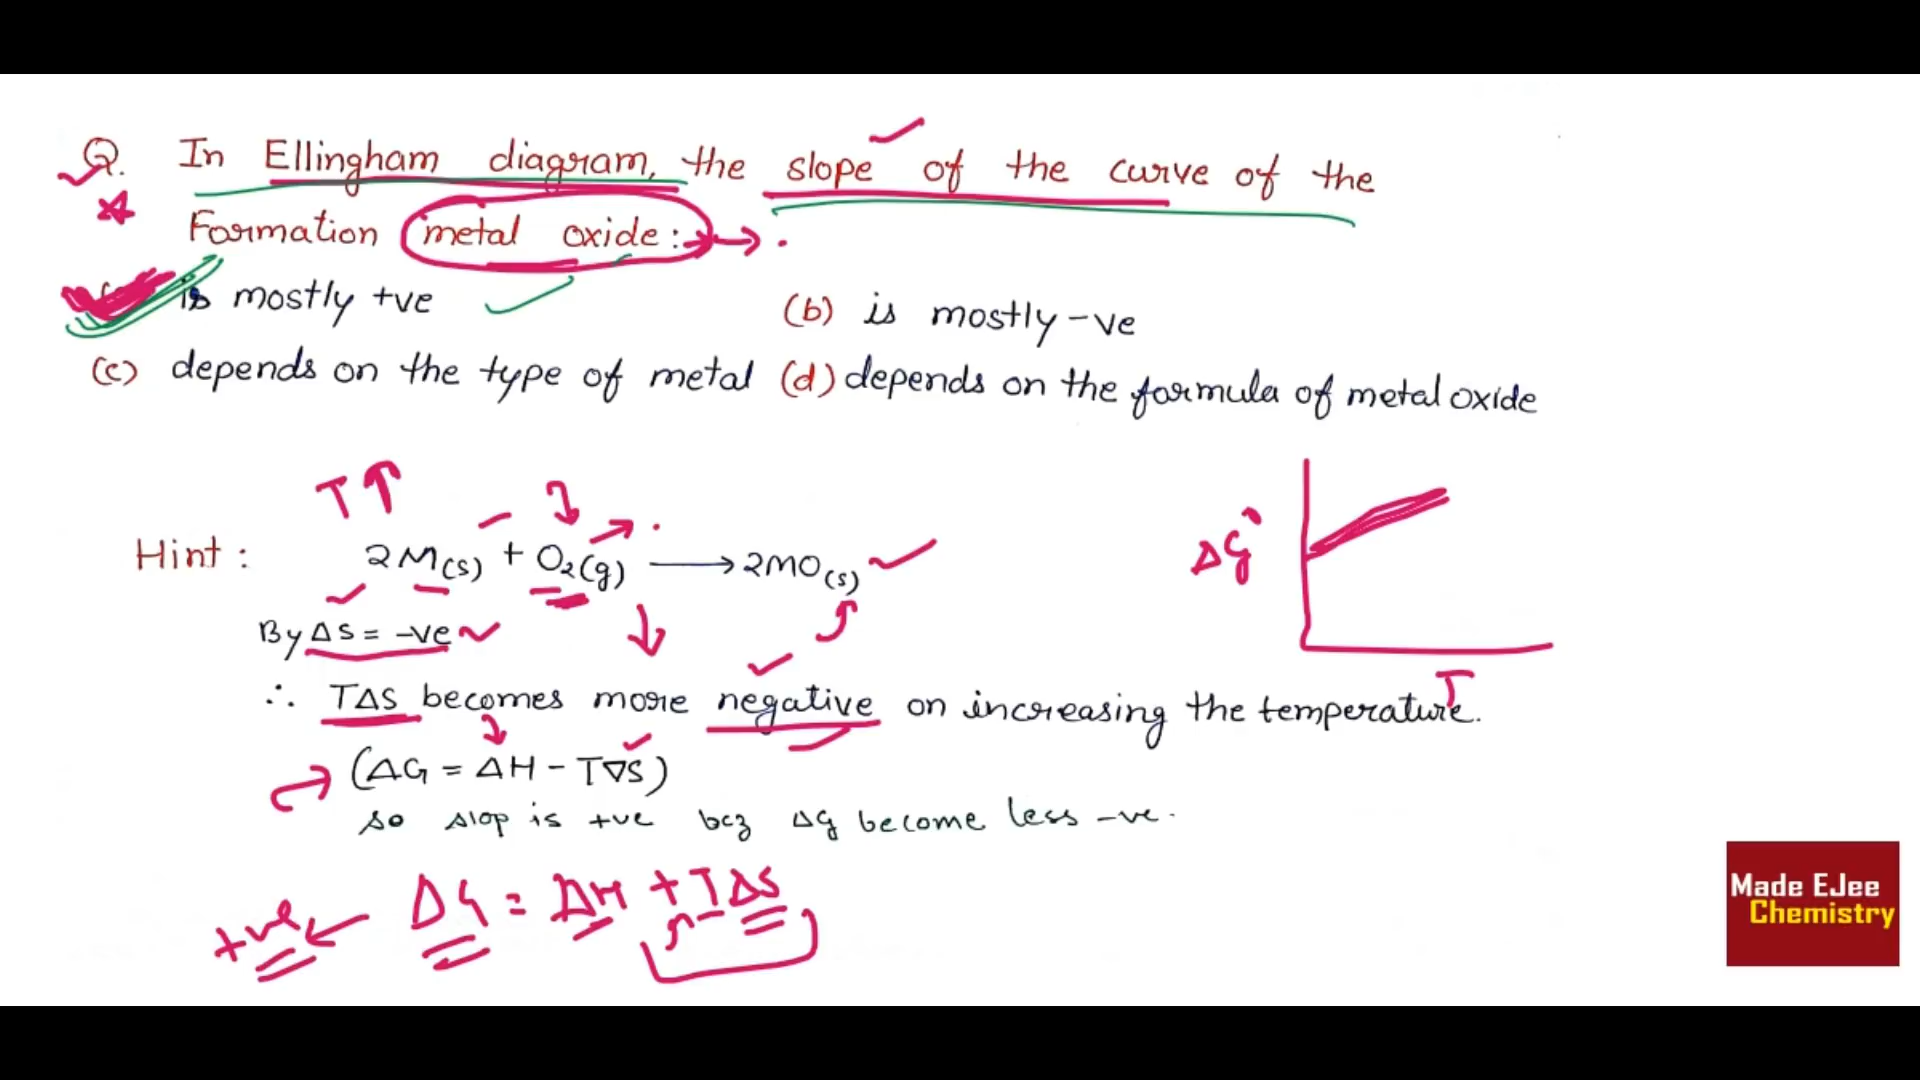 Q. In Ellingham diagram, the slope of the curve of the
Formation metal oxide :
is mostly +ve
(b) is mostly -ve
(c) depends on the type of metal
(d) depends on the formula of metal oxide
T↑
Hint : 2M(s) + O₂(g) ⟶ 2MO(s)
ΔG°
T
By ΔS = -ve
∴ TΔS becomes more negative on increasing the temperature.
(ΔG = ΔH - T∇S)
so slop is +ve bcz ΔG become less -ve.
+ve ← ΔG = ΔH + TΔS
Made EJee
Chemistry